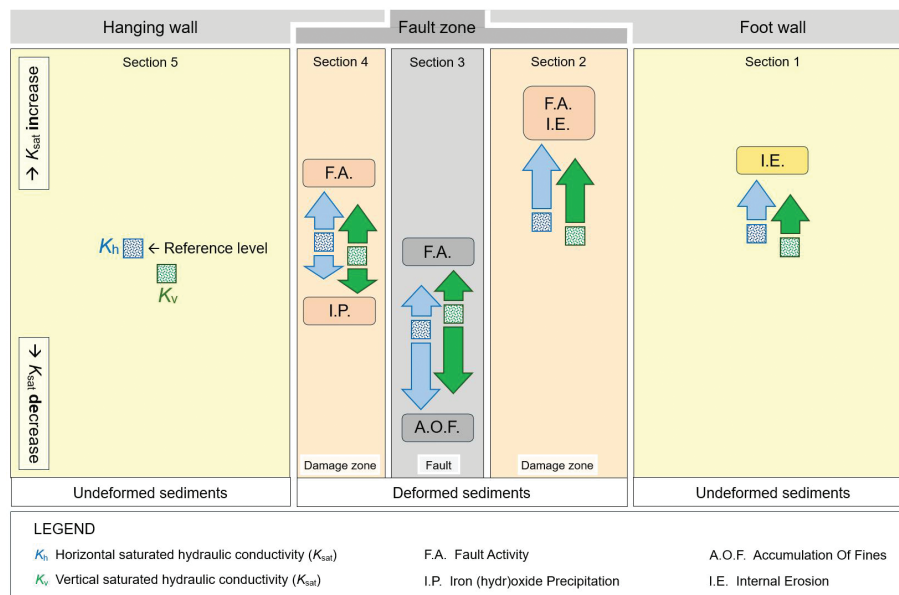 Hanging wall
Fault zone
Foot wall
Section 5
Section 4
Section 3
Section 2
Section 1
→ Ksat increase
→ Ksat decrease
Kh ← Reference level
Kv
F.A.
I.P.
F.A.
A.O.F.
F.A.
I.E.
I.E.
Damage zone
Fault
Damage zone
Undeformed sediments
Deformed sediments
Undeformed sediments
LEGEND
Kh Horizontal saturated hydraulic conductivity (Ksat)
Kv Vertical saturated hydraulic conductivity (Ksat)
F.A. Fault Activity
I.P. Iron (hydr)oxide Precipitation
A.O.F. Accumulation Of Fines
I.E. Internal Erosion